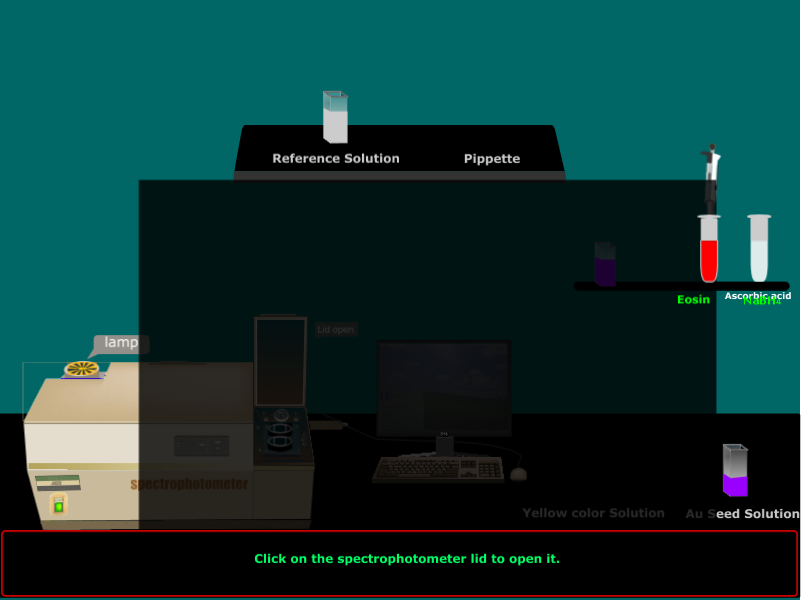 Reference Solution
Pippette
Ascorbic acid
Eosin
NaBH4
Lid open
lamp
spectrophotometer
Yellow color Solution
Au Seed Solution
Click on the spectrophotometer lid to open it.